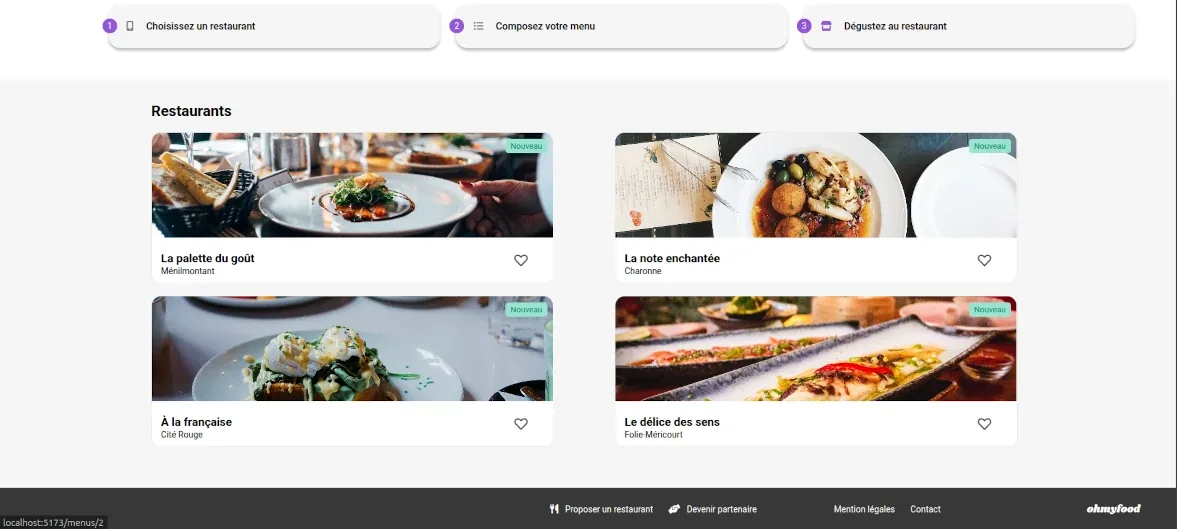 1 Choisissez un restaurant
2 Composez votre menu
3 Dégustez au restaurant
Restaurants
Nouveau
La palette du goût
Ménilmontant
Nouveau
La note enchantée
Charonne
Nouveau
À la française
Cité Rouge
Nouveau
Le délice des sens
Folie-Méricourt
Proposer un restaurant Devenir partenaire Mention légales Contact ohmyfood
localhost:5173/menus/2